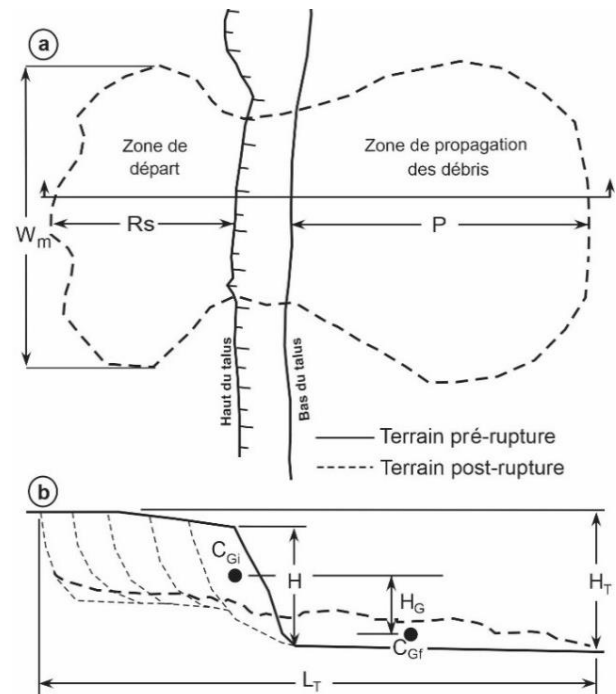 a
Zone de
départ
Zone de propagation
des débris
Wm
Rs
P
Haut du talus
Bas du talus
Terrain pré-rupture
Terrain post-rupture
b
CGi
H
HG
HT
CGf
LT